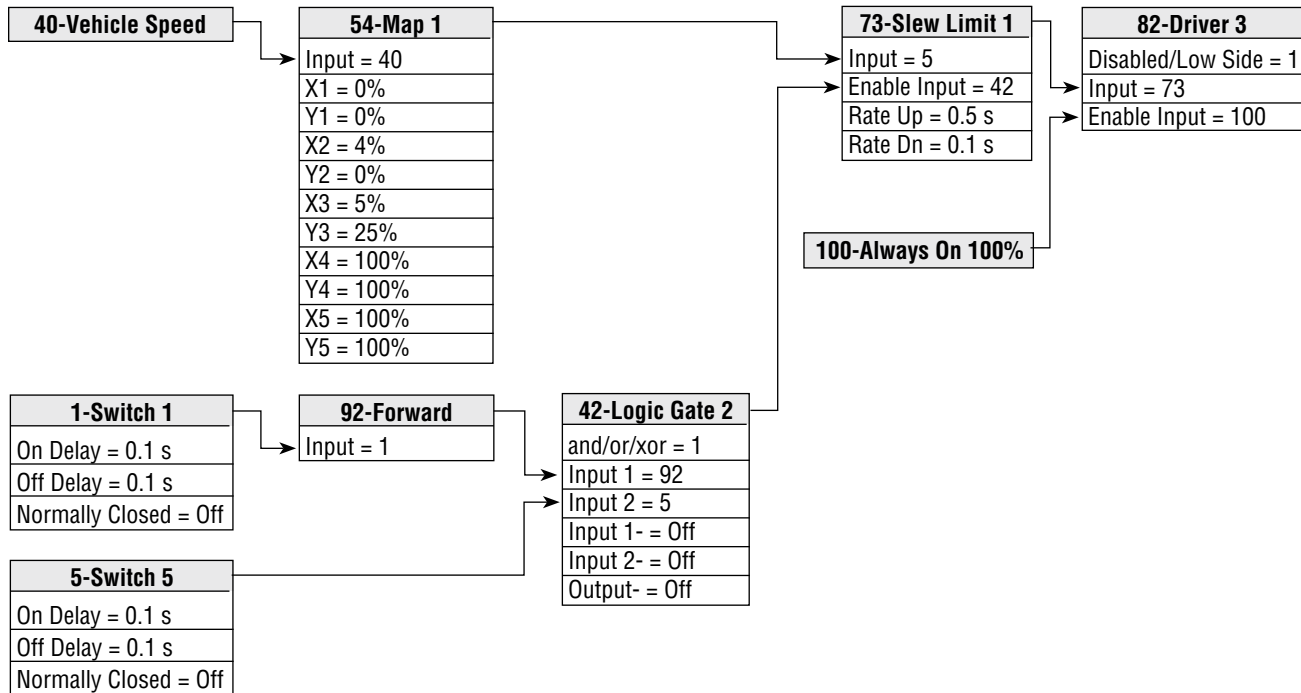 40-Vehicle Speed
54-Map 1
Input = 40
X1 = 0%
Y1 = 0%
X2 = 4%
Y2 = 0%
X3 = 5%
Y3 = 25%
X4 = 100%
Y4 = 100%
X5 = 100%
Y5 = 100%
73-Slew Limit 1
Input = 5
Enable Input = 42
Rate Up = 0.5 s
Rate Dn = 0.1 s
82-Driver 3
Disabled/Low Side = 1
Input = 73
Enable Input = 100
100-Always On 100%
1-Switch 1
On Delay = 0.1 s
Off Delay = 0.1 s
Normally Closed = Off
92-Forward
Input = 1
42-Logic Gate 2
and/or/xor = 1
Input 1 = 92
Input 2 = 5
Input 1- = Off
Input 2- = Off
Output- = Off
5-Switch 5
On Delay = 0.1 s
Off Delay = 0.1 s
Normally Closed = Off